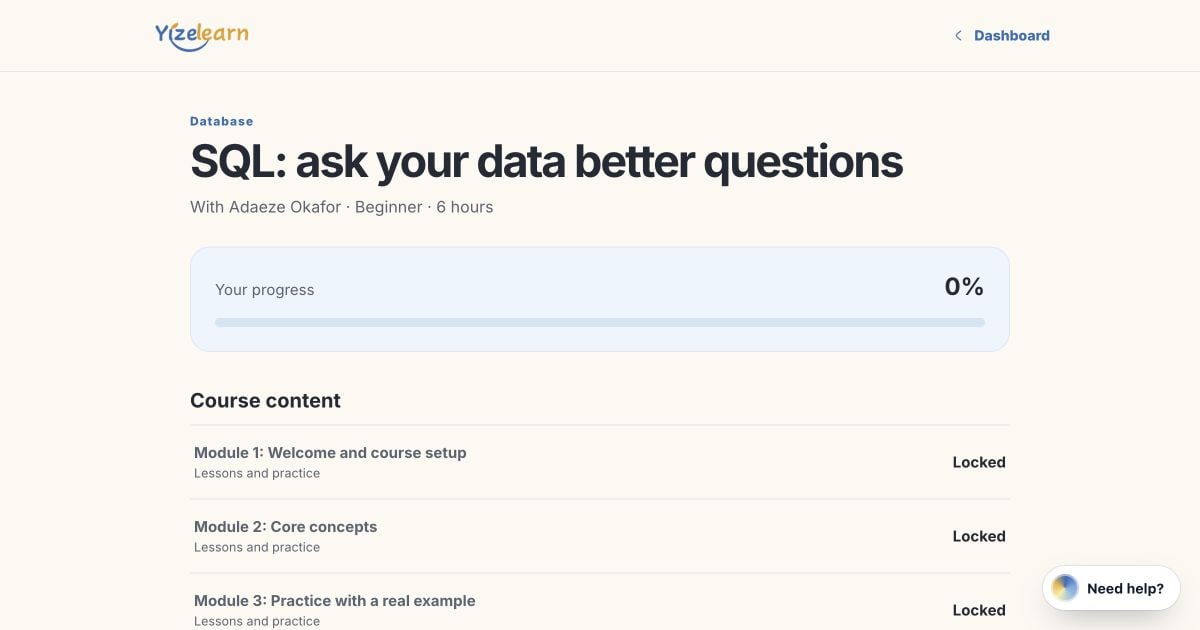 Yizelearn
Dashboard
Database
SQL: ask your data better questions
With Adaeze Okafor · Beginner · 6 hours
Your progress
0%
Course content
Module 1: Welcome and course setup
Lessons and practice
Locked
Module 2: Core concepts
Lessons and practice
Locked
Module 3: Practice with a real example
Lessons and practice
Locked
Need help?